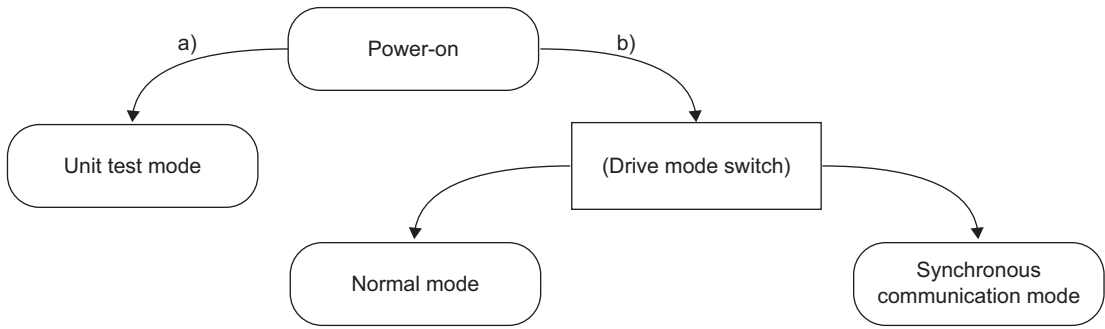 a)
Power-on
b)
Unit test mode
(Drive mode switch)
Normal mode
Synchronous
communication mode